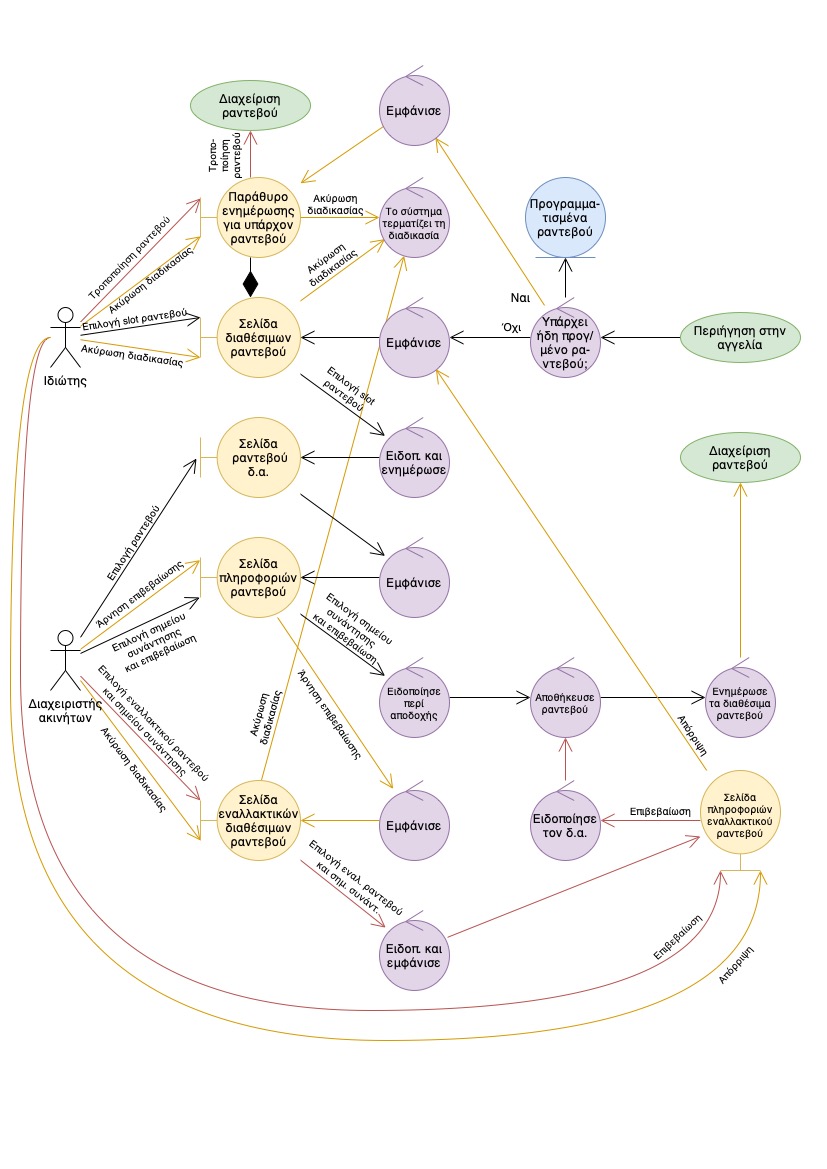 Διαχείριση
ραντεβού
Εμφάνισε
Τροπο-
ποίηση
ραντεβού
Παράθυρο
ενημέρωσης
για υπάρχον
ραντεβού
Ακύρωση
διαδικασίας
Το σύστημα
τερματίζει τη
διαδικασία
Προγραμμα-
τισμένα
ραντεβού
Τροποποίηση ραντεβού
Ακύρωση διαδικασίας
Ακύρωση
διαδικασίας
Ναι
Όχι
Επιλογή slot ραντεβού
Ακύρωση διαδικασίας
Ιδιώτης
Σελίδα
διαθέσιμων
ραντεβού
Εμφάνισε
Υπάρχει
ήδη προγ/
μένο ρα-
ντεβού;
Περιήγηση στην
αγγελία
Επιλογή slot
ραντεβού
Σελίδα
ραντεβού
δ.α.
Ειδοπ. και
ενημέρωσε
Διαχείριση
ραντεβού
Επιλογή ραντεβού
Σελίδα
πληροφοριών
ραντεβού
Εμφάνισε
Άρνηση επιβεβαίωσης
Επιλογή σημείου
συνάντησης
και επιβεβαίωση
Επιλογή σημείου
συνάντησης
και επιβεβαίωση
Διαχειριστής
ακινήτων
Ειδοποίησε
περί
αποδοχής
Αποθήκευσε
ραντεβού
Ενημέρωσε
τα διαθέσιμα
ραντεβού
Επιλογή εναλλακτικού ραντεβού
και σημείου συνάντησης
Ακύρωση διαδικασίας
Ακύρωση
διαδικασίας
Άρνηση επιβεβαίωσης
Απόρριψη
Σελίδα
εναλλακτικών
διαθέσιμων
ραντεβού
Εμφάνισε
Ειδοποίησε
τον δ.α.
Επιβεβαίωση
Σελίδα
πληροφοριών
εναλλακτικού
ραντεβού
Επιλογή εναλ. ραντεβού
και σημ. συνάντ.
Ειδοπ. και
εμφάνισε
Επιβεβαίωση
Απόρριψη